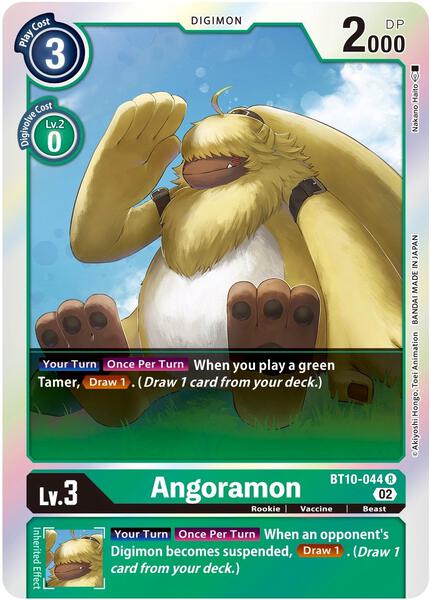 DIGIMON
Play Cost
3
DP
2000
Digivolve Cost
Lv.2
0
Nakano Haito
©Akiyoshi Hongo, Toei Animation BANDAI MADE IN JAPAN
Your Turn Once Per Turn When you play a green
Tamer, Draw 1. (Draw 1 card from your deck.)
Lv.3
Angoramon
BT10-044 R
02
Rookie | Vaccine | Beast
Inherited Effect
Your Turn Once Per Turn When an opponent's
Digimon becomes suspended, Draw 1. (Draw 1
card from your deck.)